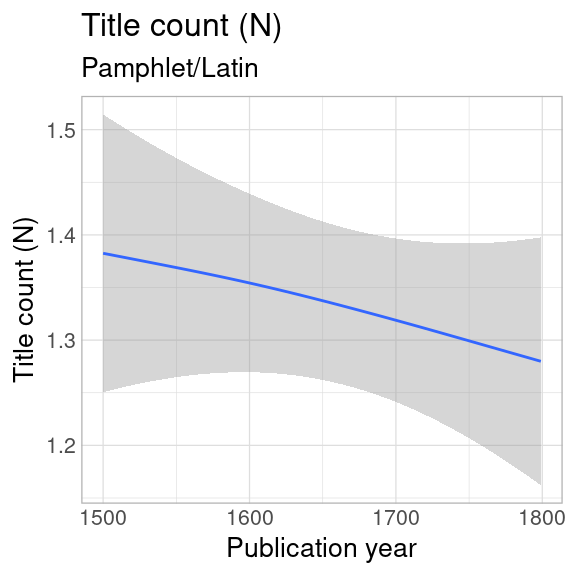 Title count (N)
Pamphlet/Latin
1.5
1.4
1.3
1.2
Title count (N)
1500 1600 1700 1800
Publication year